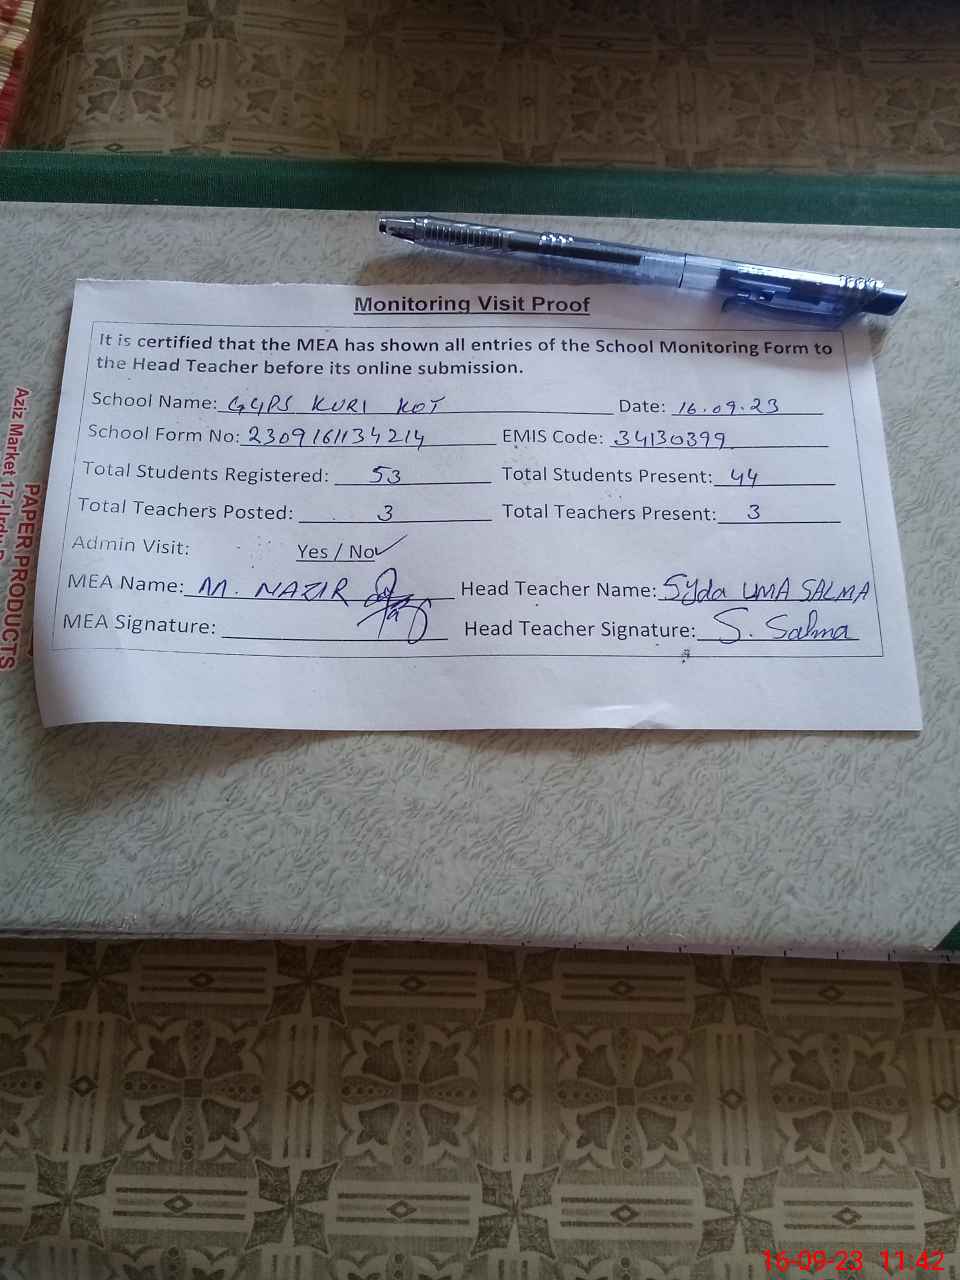 Monitoring Visit Proof
It is certified that the MEA has shown all entries of the School Monitoring Form to
the Head Teacher before its online submission.
School Name: GGPS KURI KOT Date: 16.09.23
School Form No: 2309161134214 EMIS Code: 34130399
Total Students Registered: 53 Total Students Present: 44
Total Teachers Posted: 3 Total Teachers Present: 3
Admin Visit: Yes / No ✓
MEA Name: M. NAZIR Head Teacher Name: Syda UMA SALMA
MEA Signature: Head Teacher Signature: S. Salma
PAPER PRODUCTS
Aziz Market 17-Urdu
16-09-23 11:42